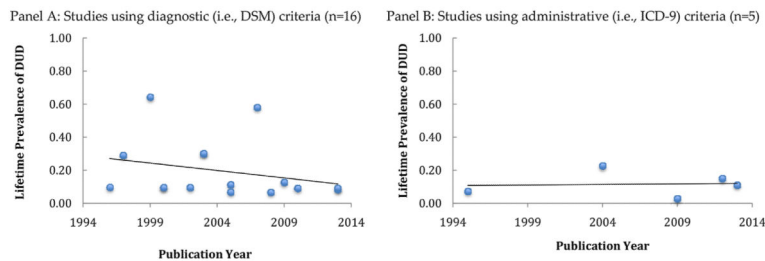 Panel A: Studies using diagnostic (i.e., DSM) criteria (n=16)
Lifetime Prevalence of DUD
1.00
0.80
0.60
0.40
0.20
0.00
1994 1999 2004 2009 2014
Publication Year
Panel B: Studies using administrative (i.e., ICD-9) criteria (n=5)
Lifetime Prevalence of DUD
1.00
0.80
0.60
0.40
0.20
0.00
1994 1999 2004 2009 2014
Publication Year